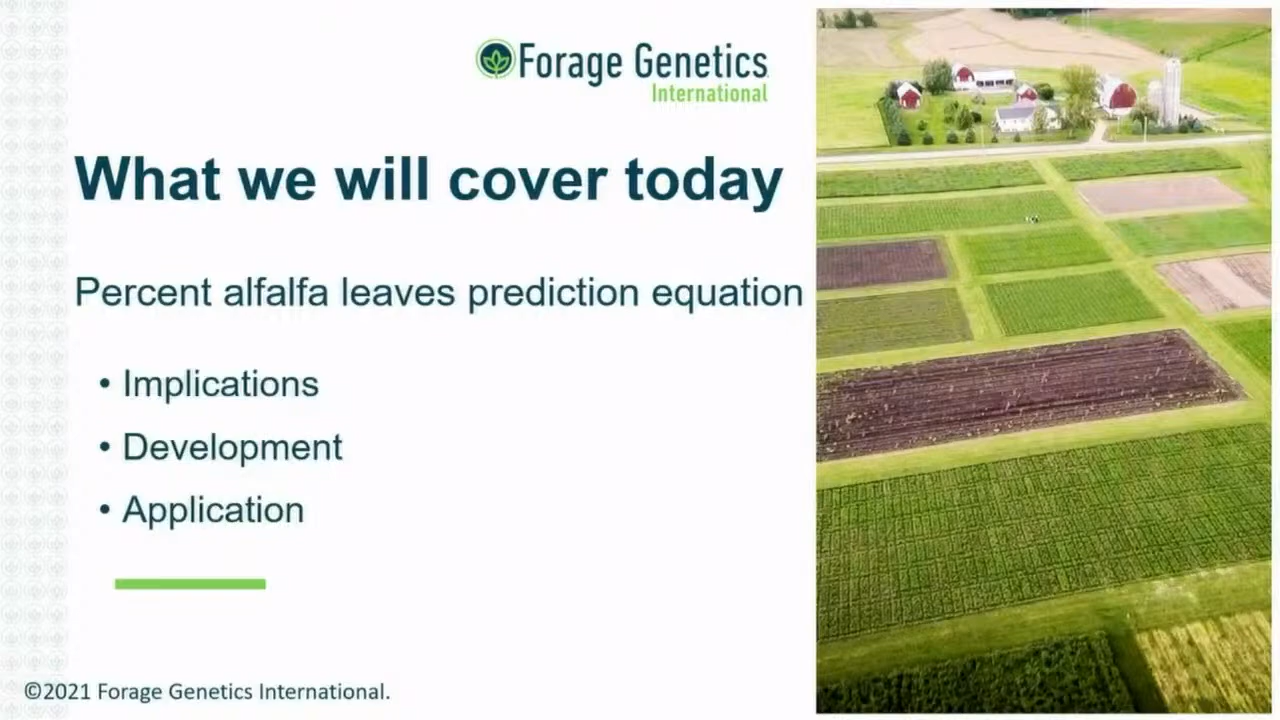 Forage Genetics
International
What we will cover today
Percent alfalfa leaves prediction equation
• Implications
• Development
• Application
©2021 Forage Genetics International.